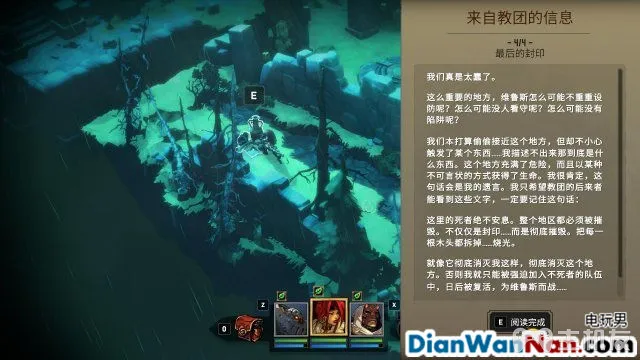 来自教团的信息
- 4/4 -
最后的封印
我们真是太蠢了。
这么重要的地方，维鲁斯怎么可能不重重设
防呢？怎么可能没人看守呢？怎么可能没有
陷阱呢？
我们本打算偷偷接近这个地方，但却不小心
触发了某个东西.....我描述不出来那到底是什
么东西。这个地方充满了危险，而且以某种
不可言状的方式获得了生命。我很肯定，这
句话会是我的遗言。我只希望教团的后来者
能看到这些文字，一定要记住这句话：
这里的死者绝不安息。整个地区都必须被摧
毁。不仅仅是封印.....而是彻底摧毁。把每一
根木头都拆掉.....烧光。
就像它彻底消灭我这样，彻底消灭这个地
方。否则我就只能被强迫加入不死者的队伍
中，日后被复活，为维鲁斯而战......
E
Z
X
0
E 阅读完成
电玩男
DianWanNan.com